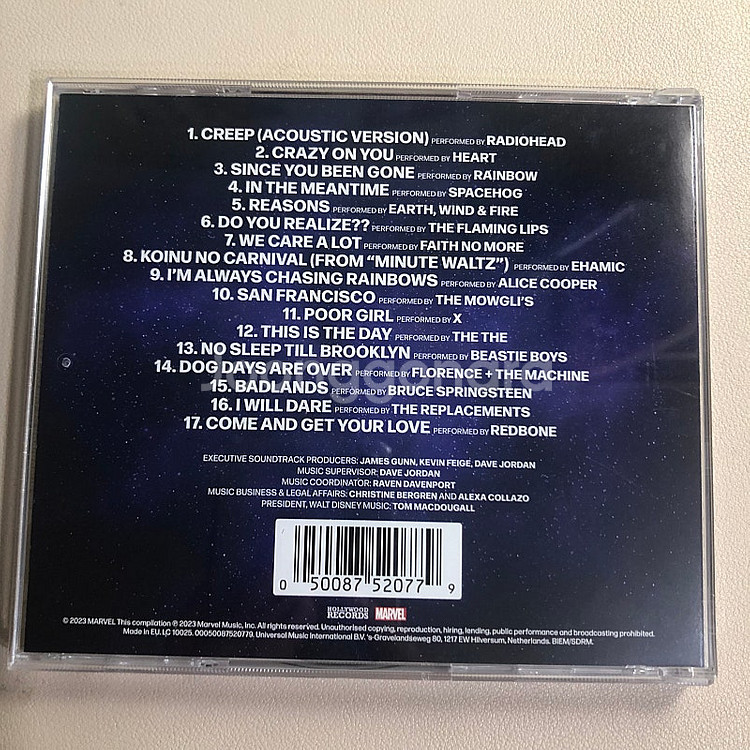 1. CREEP (ACOUSTIC VERSION) PERFORMED BY RADIOHEAD
2. CRAZY ON YOU PERFORMED BY HEART
3. SINCE YOU BEEN GONE PERFORMED BY RAINBOW
4. IN THE MEANTIME PERFORMED BY SPACEHOG
5. REASONS PERFORMED BY EARTH, WIND & FIRE
6. DO YOU REALIZE?? PERFORMED BY THE FLAMING LIPS
7. WE CARE A LOT PERFORMED BY FAITH NO MORE
8. KOINU NO CARNIVAL (FROM “MINUTE WALTZ”) PERFORMED BY EHAMIC
9. I’M ALWAYS CHASING RAINBOWS PERFORMED BY ALICE COOPER
10. SAN FRANCISCO PERFORMED BY THE MOWGLI’S
11. POOR GIRL PERFORMED BY X
12. THIS IS THE DAY PERFORMED BY THE THE
13. NO SLEEP TILL BROOKLYN PERFORMED BY BEASTIE BOYS
14. DOG DAYS ARE OVER PERFORMED BY FLORENCE + THE MACHINE
joonggonara
15. BADLANDS PERFORMED BY BRUCE SPRINGSTEEN
16. I WILL DARE PERFORMED BY THE REPLACEMENTS
17. COME AND GET YOUR LOVE PERFORMED BY REDBONE
EXECUTIVE SOUNDTRACK PRODUCERS: JAMES GUNN, KEVIN FEIGE, DAVE JORDAN
MUSIC SUPERVISOR: DAVE JORDAN
MUSIC COORDINATOR: RAVEN DAVENPORT
MUSIC BUSINESS & LEGAL AFFAIRS: CHRISTINE BERGREN AND ALEXA COLLAZO
PRESIDENT, WALT DISNEY MUSIC: TOM MACDOUGALL
0 50087 52077 9
HOLLYWOOD RECORDS MARVEL
© 2023 MARVEL This compilation ℗ 2023 Marvel Music, Inc. All rights reserved. Unauthorised copying, reproduction, hiring, lending, public performance and broadcasting prohibited.
Made in EU. LC 10025. 00050087520779. Universal Music International B.V. 's-Gravelandseweg 80, 1217 EW Hilversum, Netherlands. BIEM/SDRM.